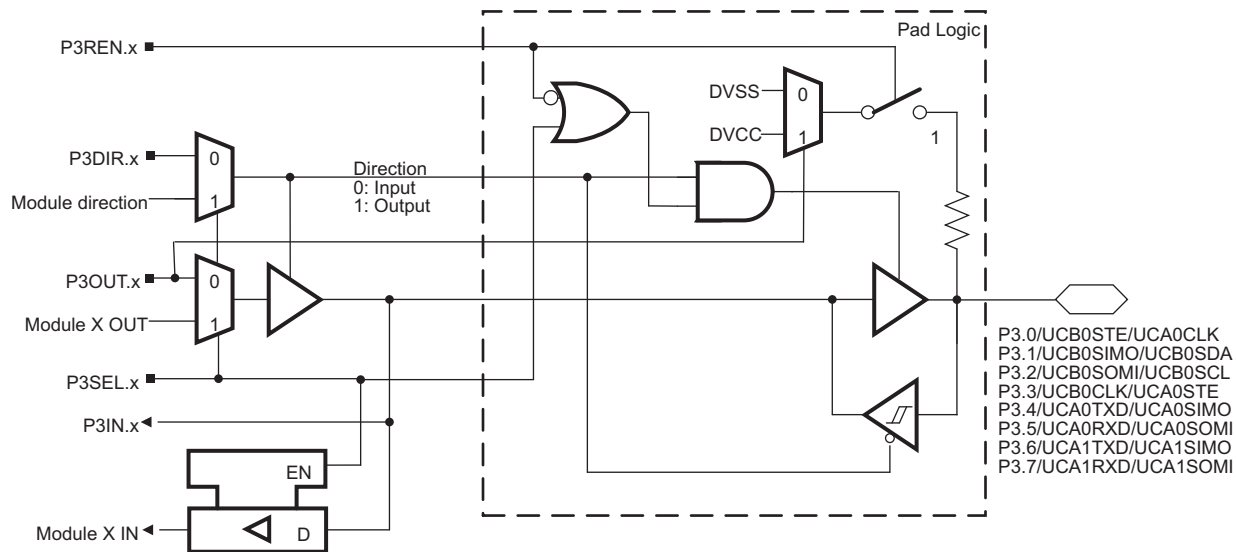 Pad Logic
P3REN.x
DVSS
0
DVCC
1
1
P3DIR.x
0
Module direction
1
Direction
0: Input
1: Output
P3OUT.x
0
Module X OUT
1
P3SEL.x
P3IN.x
EN
Module X IN
D
P3.0/UCB0STE/UCA0CLK
P3.1/UCB0SIMO/UCB0SDA
P3.2/UCB0SOMI/UCB0SCL
P3.3/UCB0CLK/UCA0STE
P3.4/UCA0TXD/UCA0SIMO
P3.5/UCA0RXD/UCA0SOMI
P3.6/UCA1TXD/UCA1SIMO
P3.7/UCA1RXD/UCA1SOMI